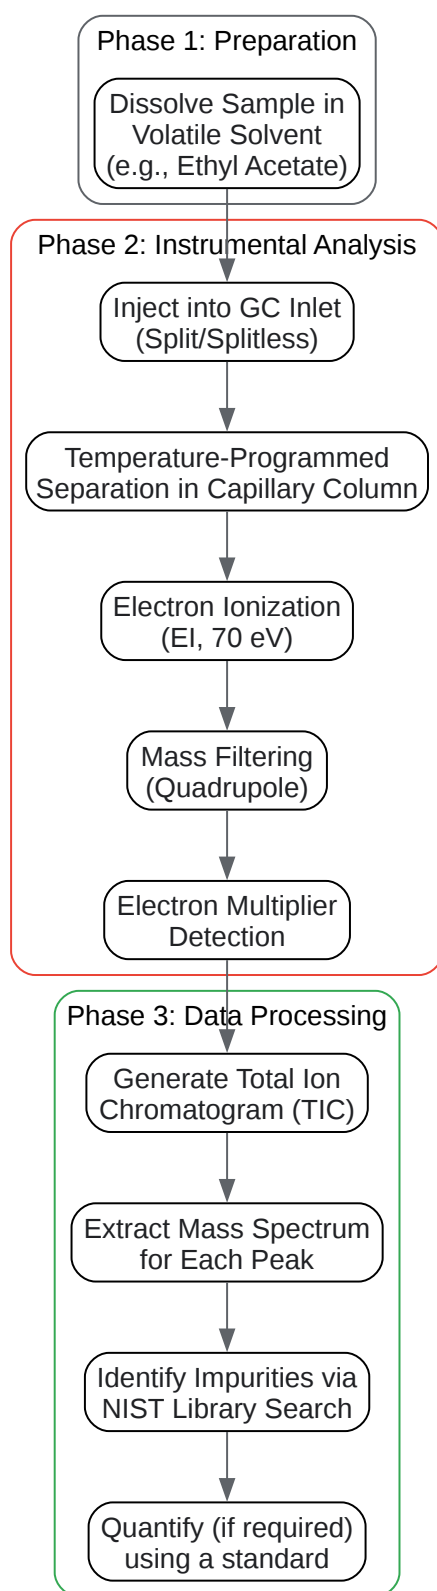 Phase 1: Preparation
Dissolve Sample in
Volatile Solvent
(e.g., Ethyl Acetate)
Phase 2: Instrumental Analysis
Inject into GC Inlet
(Split/Splitless)
Temperature-Programmed
Separation in Capillary Column
Electron Ionization
(EI, 70 eV)
Mass Filtering
(Quadrupole)
Electron Multiplier
Detection
Phase 3: Data Processing
Generate Total Ion
Chromatogram (TIC)
Extract Mass Spectrum
for Each Peak
Identify Impurities via
NIST Library Search
Quantify (if required)
using a standard